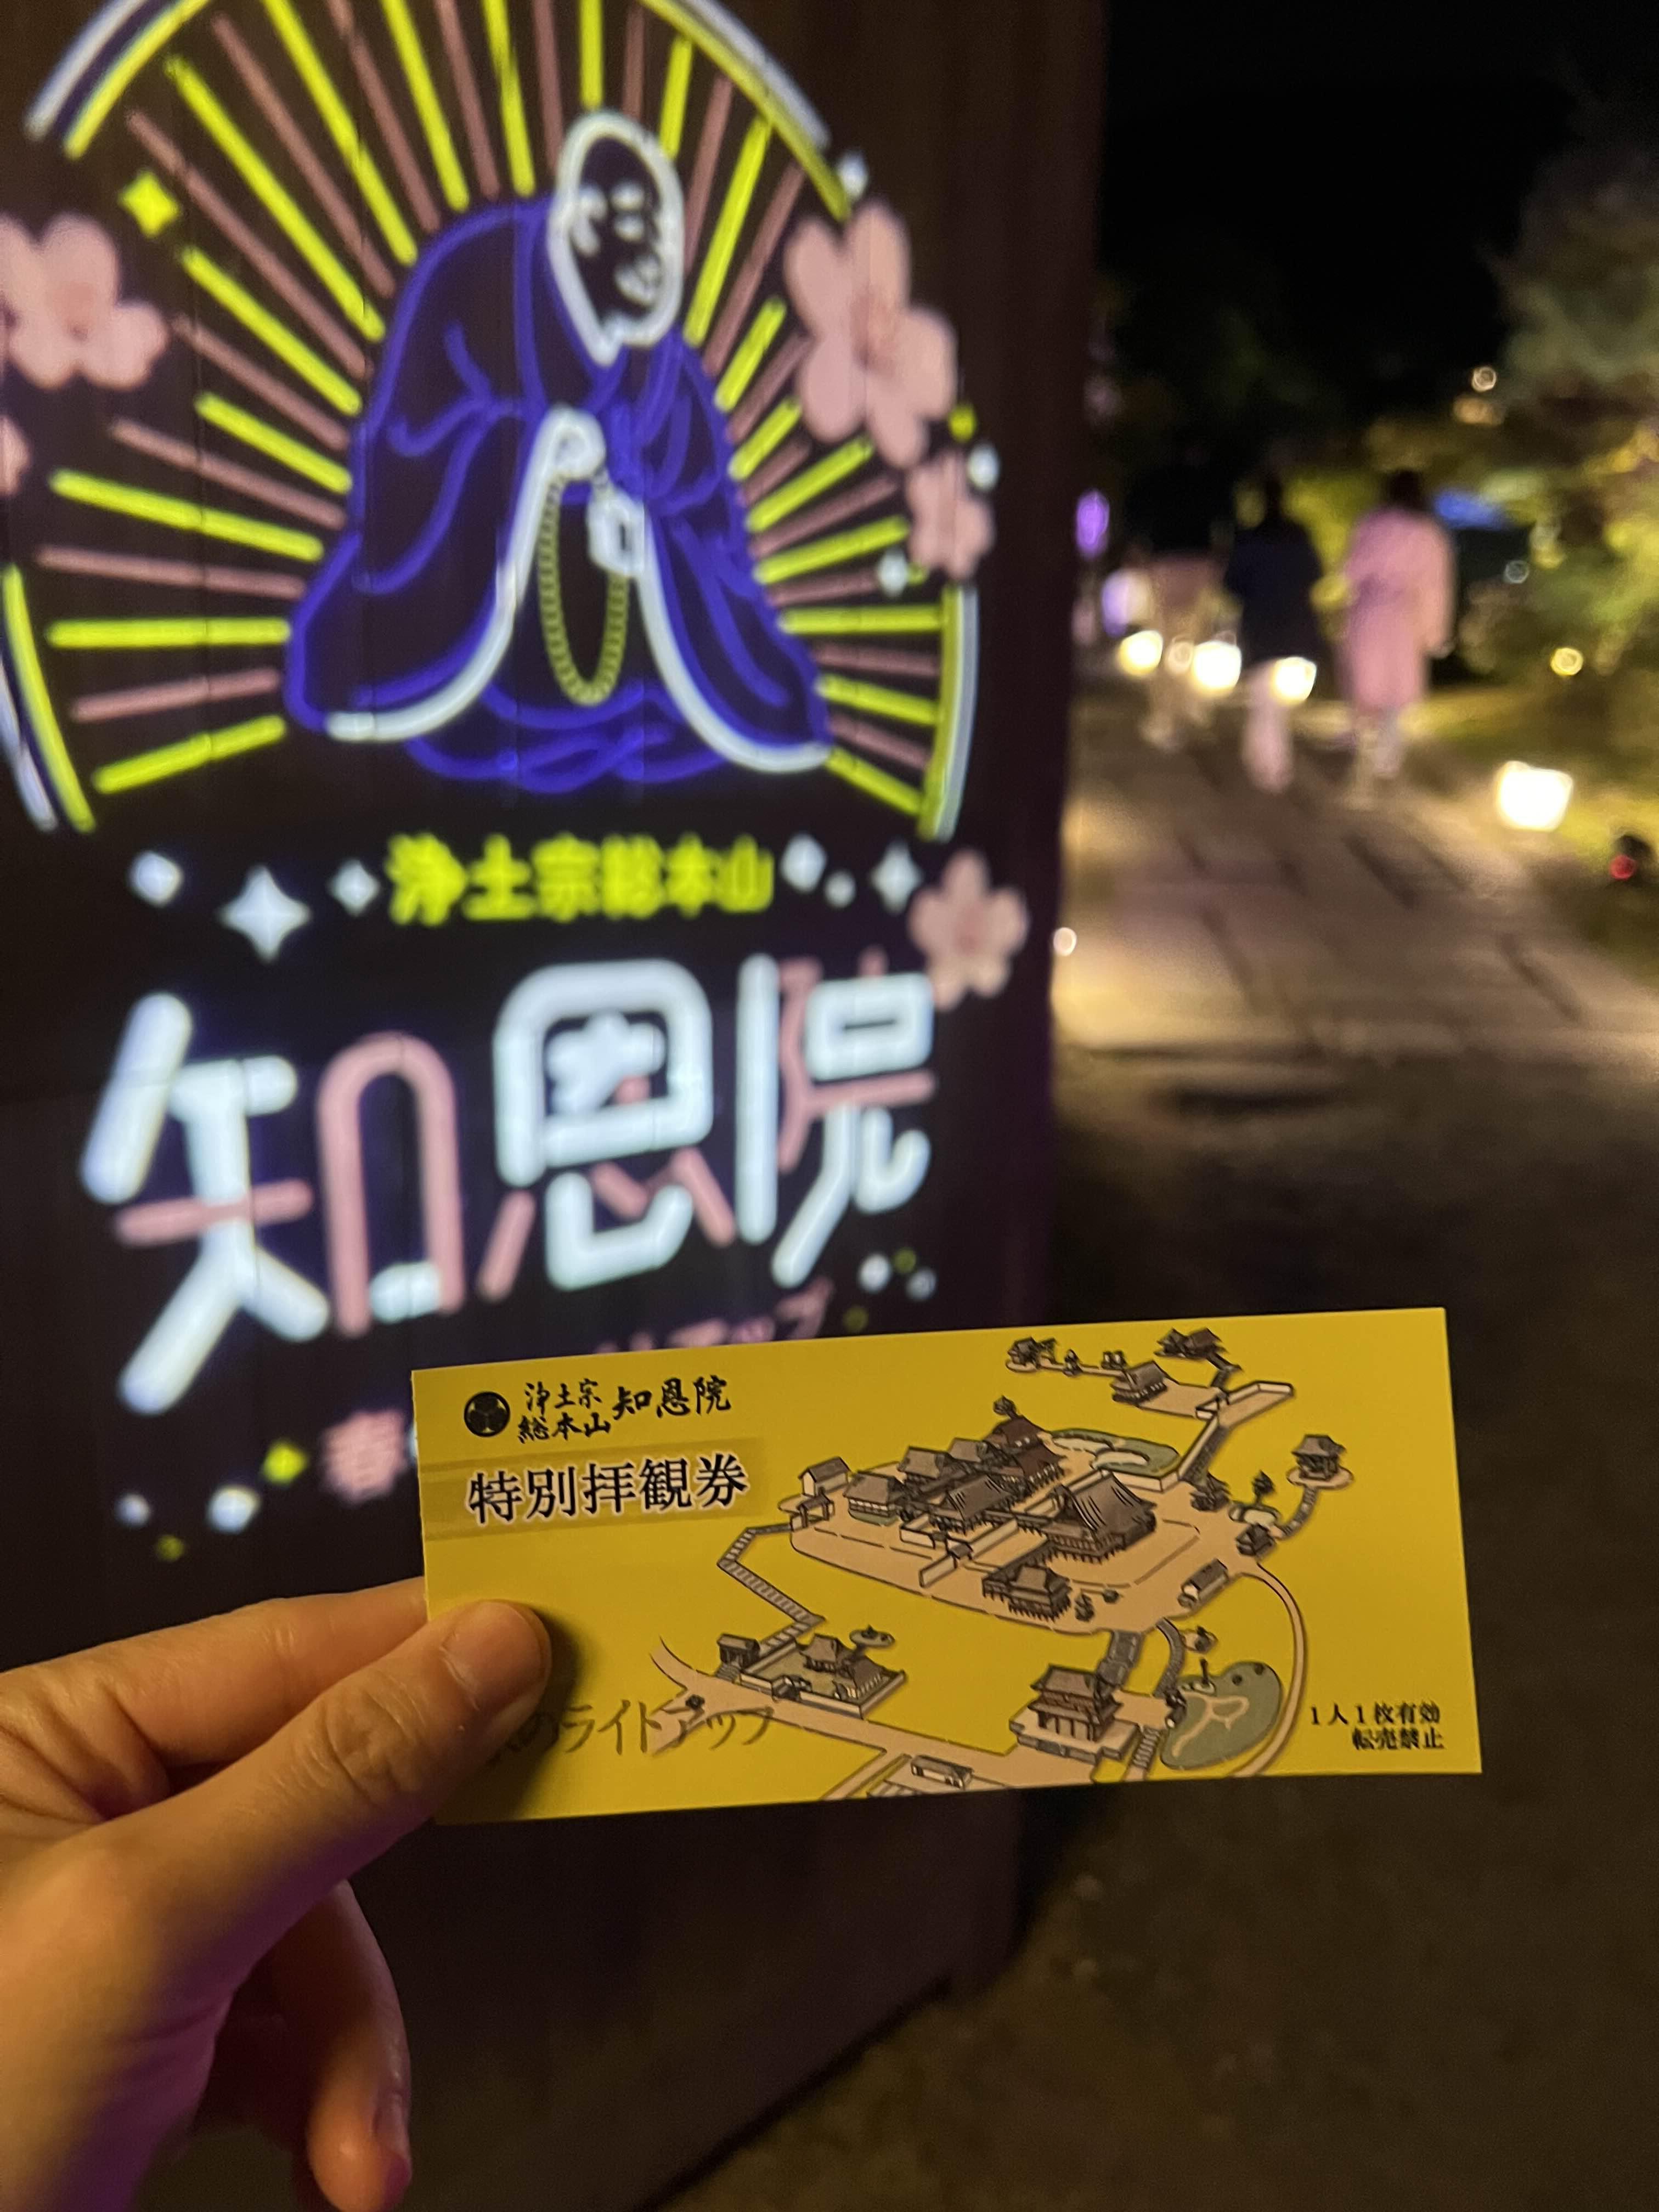 浄土宗総本山
知恩院
春
浄土宗
総本山
知恩院
特別拝観券
のライトアップ
1人1枚有効
転売禁止